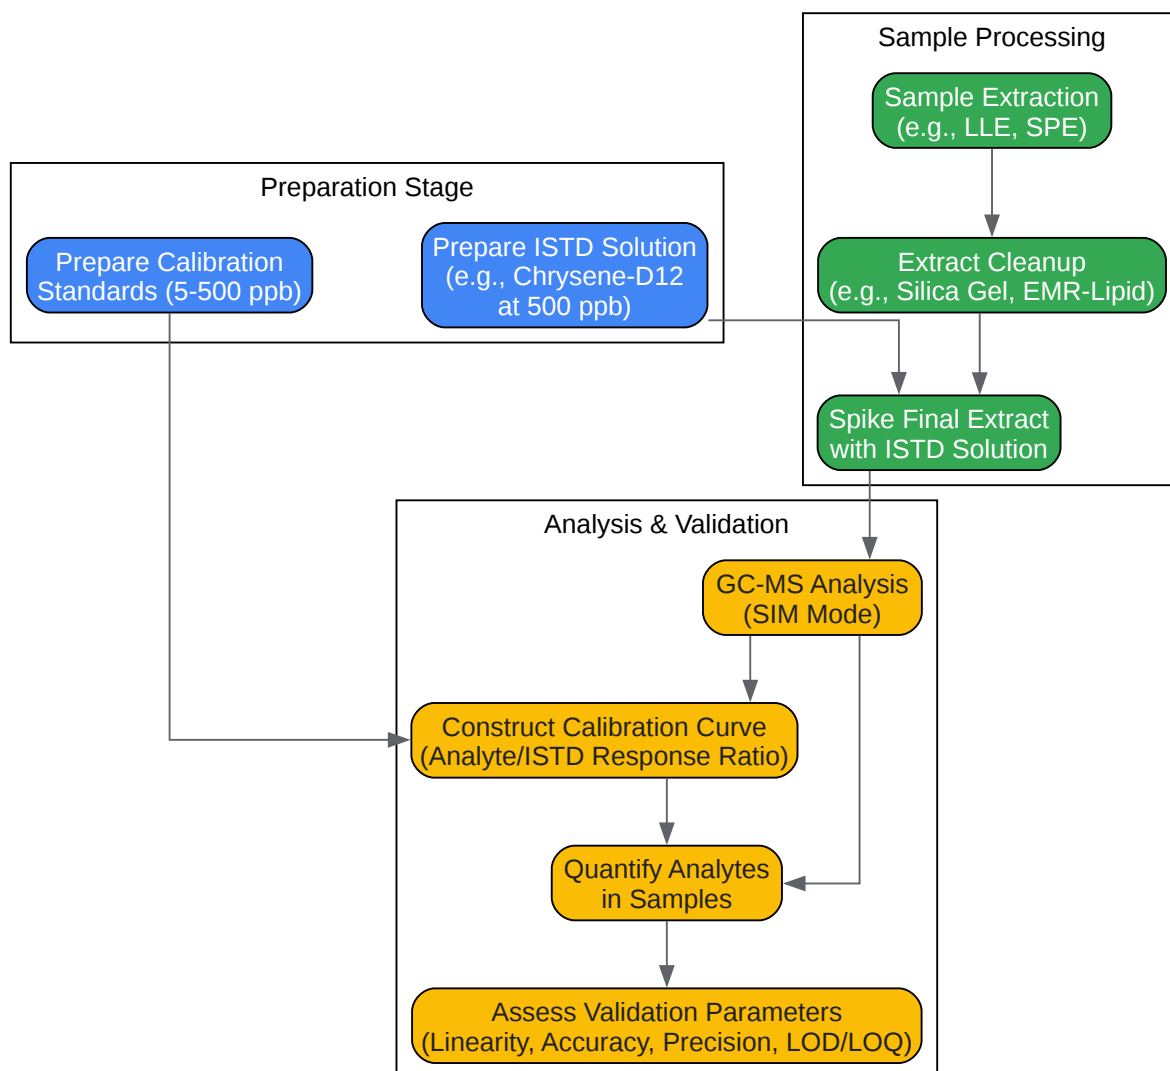 Sample Processing
Sample Extraction
(e.g., LLE, SPE)
Preparation Stage
Prepare Calibration
Standards (5-500 ppb)
Prepare ISTD Solution
(e.g., Chrysene-D12
at 500 ppb)
Extract Cleanup
(e.g., Silica Gel, EMR-Lipid)
Spike Final Extract
with ISTD Solution
Analysis & Validation
GC-MS Analysis
(SIM Mode)
Construct Calibration Curve
(Analyte/ISTD Response Ratio)
Quantify Analytes
in Samples
Assess Validation Parameters
(Linearity, Accuracy, Precision, LOD/LOQ)